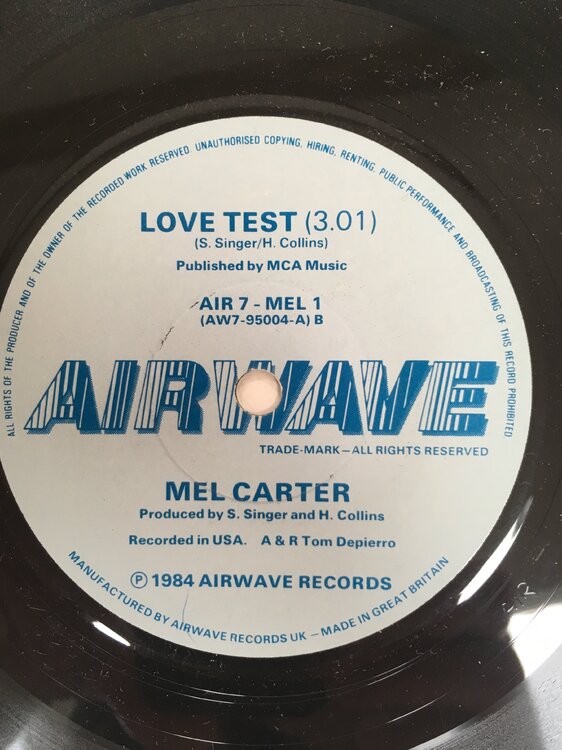 ALL RIGHTS OF THE PRODUCER AND OF THE OWNER OF THE RECORDED WORK RESERVED. UNAUTHORISED COPYING, HIRING, RENTING, PUBLIC PERFORMANCE AND BROADCASTING OF THIS RECORD PROHIBITED
LOVE TEST (3.01)
(S. Singer/H. Collins)
Published by MCA Music
AIR 7 - MEL 1
(AW7-95004-A) B
AIRWAVE
TRADE-MARK — ALL RIGHTS RESERVED
MEL CARTER
Produced by S. Singer and H. Collins
Recorded in USA. A & R Tom Depierro
Ⓟ 1984 AIRWAVE RECORDS
MANUFACTURED BY AIRWAVE RECORDS UK — MADE IN GREAT BRITAIN